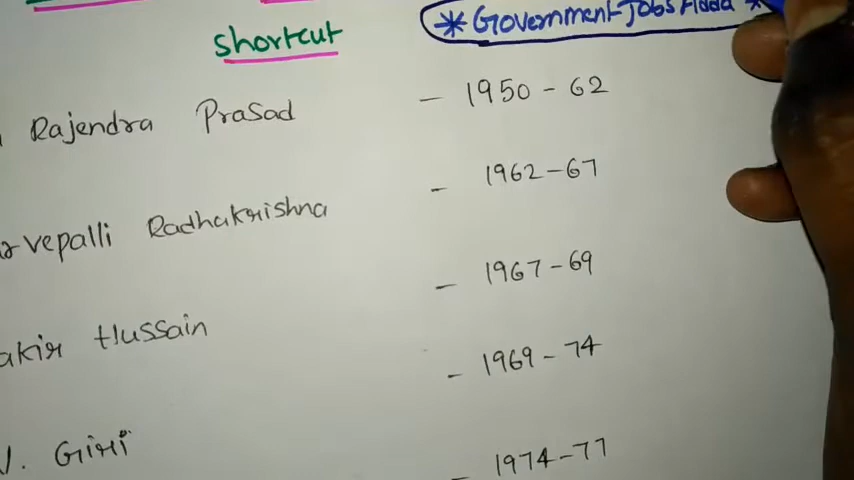 * Government Jobs Adda *
shortcut
Rajendra Prasad - 1950 - 62
Sarvepalli Radhakrishna - 1962 - 67
akir Hussain - 1967 - 69
V. Giri - 1969 - 74
- 1974 - 77